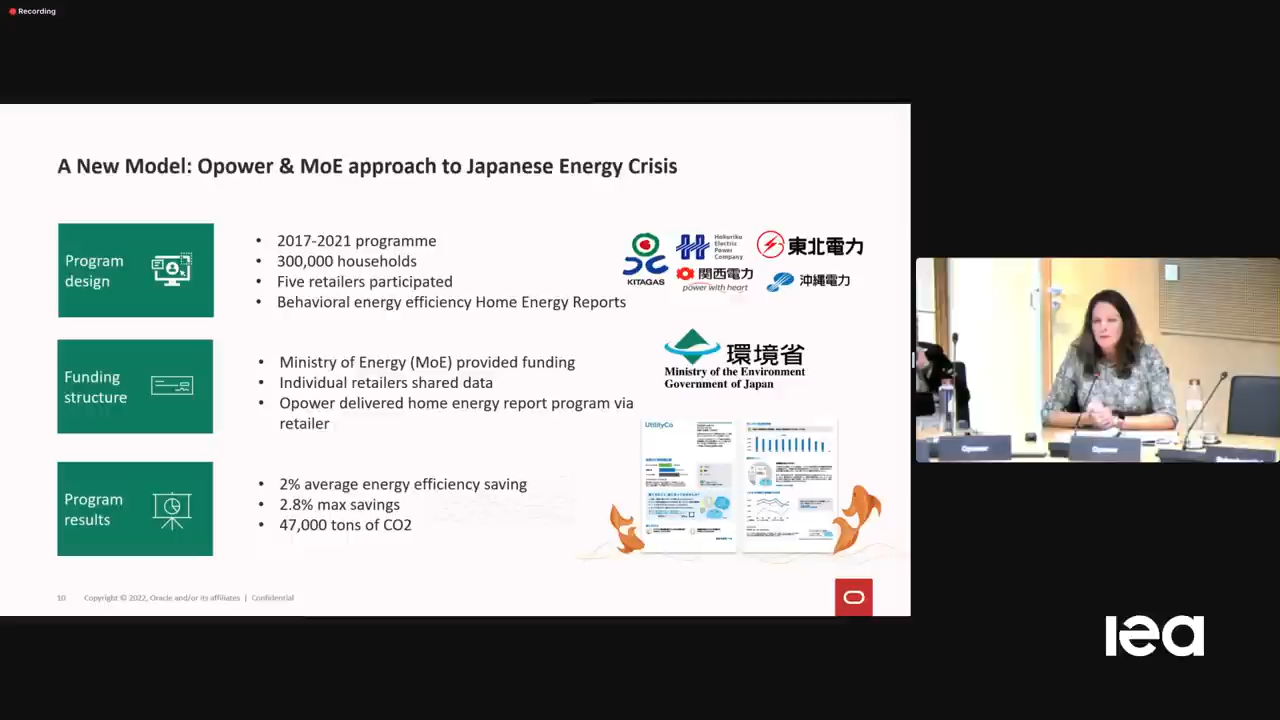 Recording
A New Model: Opower & MoE approach to Japanese Energy Crisis
Program
design
• 2017-2021 programme
• 300,000 households
• Five retailers participated
• Behavioral energy efficiency Home Energy Reports
KITAGAS
Hokuriku
Electric
Power
Company
東北電力
関西電力
power with heart
沖縄電力
Funding
structure
• Ministry of Energy (MoE) provided funding
• Individual retailers shared data
• Opower delivered home energy report program via
retailer
環境省
Ministry of the Environment
Government of Japan
UtilityCo
Program
results
• 2% average energy efficiency saving
• 2.8% max savings
• 47,000 tons of CO2
10 Copyright © 2022, Oracle and/or its affiliates | Confidential
Opower
Opower
iea